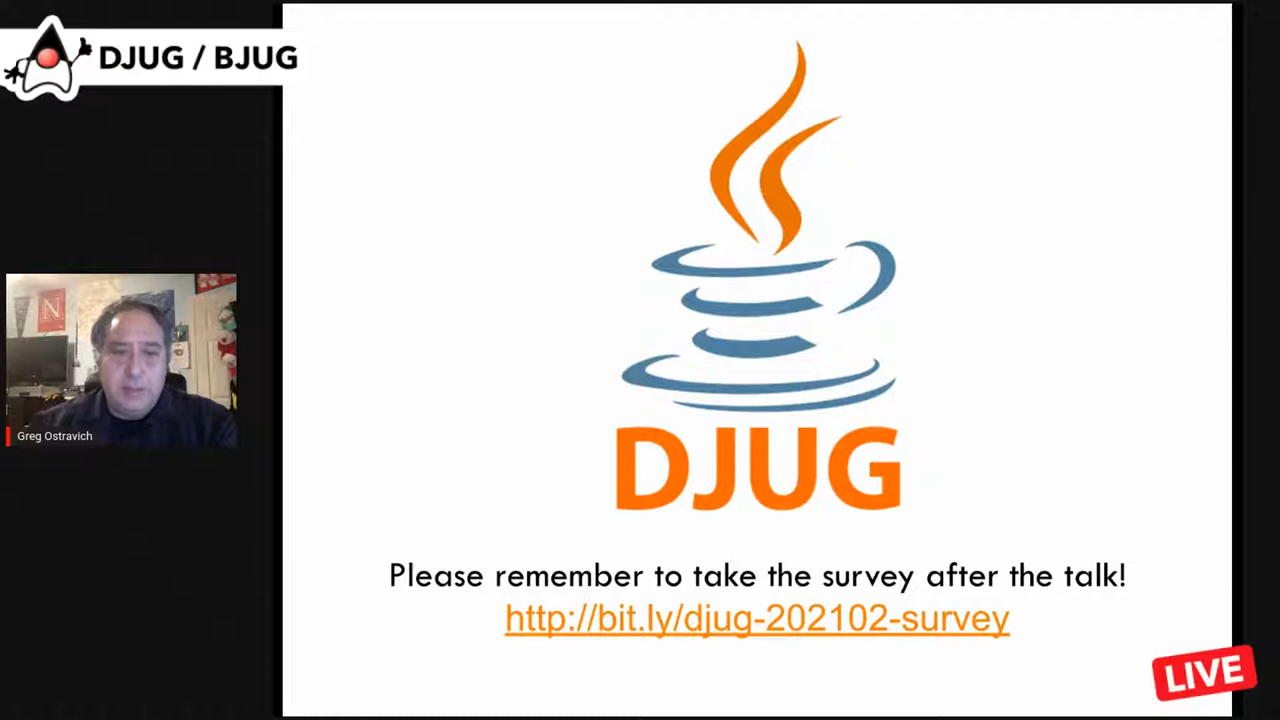 DJUG / BJUG
N
Greg Ostravich
DJUG
Please remember to take the survey after the talk!
http://bit.ly/djug-202102-survey
LIVE